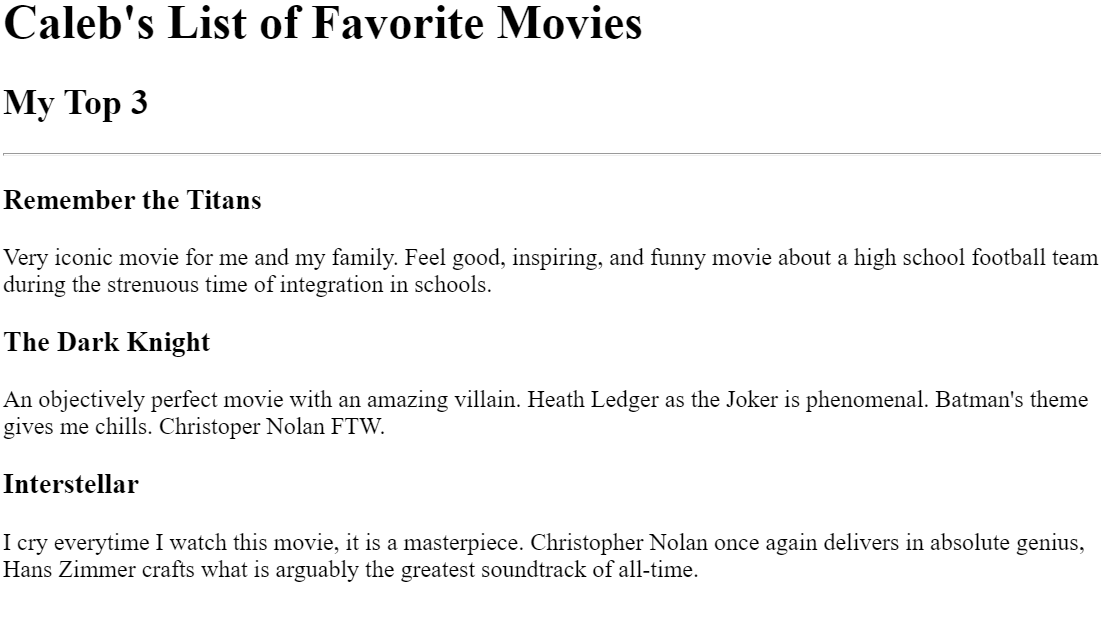 Caleb's List of Favorite Movies
My Top 3
Remember the Titans
Very iconic movie for me and my family. Feel good, inspiring, and funny movie about a high school football team
during the strenuous time of integration in schools.
The Dark Knight
An objectively perfect movie with an amazing villain. Heath Ledger as the Joker is phenomenal. Batman's theme
gives me chills. Christoper Nolan FTW.
Interstellar
I cry everytime I watch this movie, it is a masterpiece. Christopher Nolan once again delivers in absolute genius,
Hans Zimmer crafts what is arguably the greatest soundtrack of all-time.